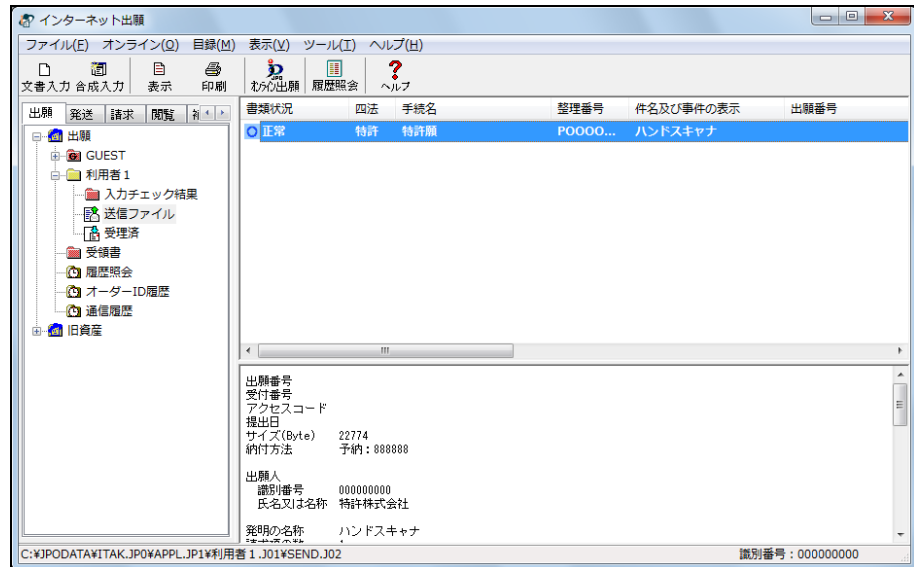 インターネット出願
ファイル(F) オンライン(O) 目録(M) 表示(V) ツール(T) ヘルプ(H)
文書入力 合成入力 表示 印刷 かんたん出願 履歴照会 ヘルプ
出願 発送 請求 閲覧
書類状況 四法 手続名 整理番号 件名及び事件の表示 出願番号
正常 特許 特許願 POOOO... ハンドスキャナ
出願
GUEST
利用者1
入力チェック結果
送信ファイル
受理済
受領書
履歴照会
オーダーID履歴
通信履歴
旧資産
出願番号
受付番号
アクセスコード
提出日
サイズ(Byte) 22774
納付方法 予納:888888
出願人
識別番号 000000000
氏名又は名称 特許株式会社
発明の名称 ハンドスキャナ
C:¥JPODATA¥ITAK.JP0¥APPL.JP1¥利用者1.J01¥SEND.J02 識別番号:000000000